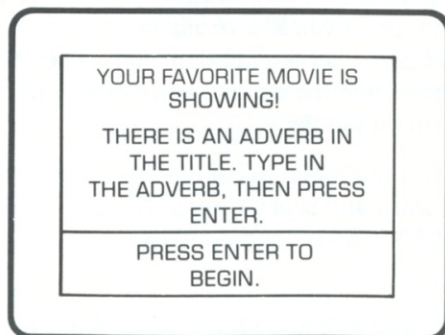 YOUR FAVORITE MOVIE IS
SHOWING!
THERE IS AN ADVERB IN
THE TITLE. TYPE IN
THE ADVERB, THEN PRESS
ENTER.
PRESS ENTER TO
BEGIN.